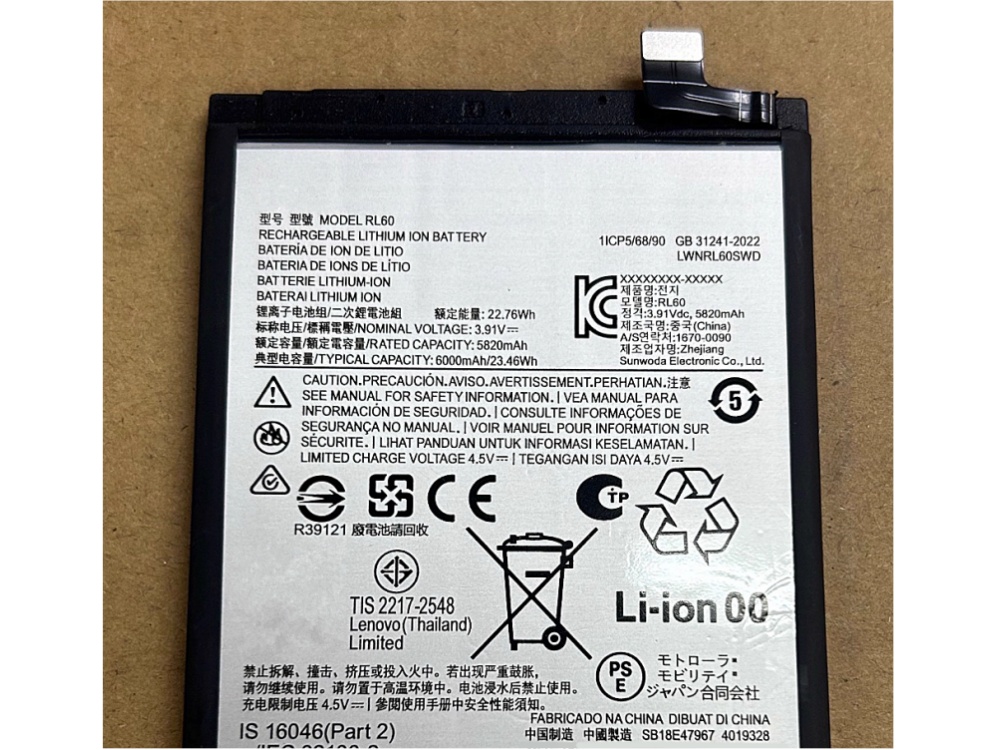 型号 型號 MODEL RL60
RECHARGEABLE LITHIUM ION BATTERY
BATERÍA DE ION DE LITIO
BATERIA DE IONS DE LÍTIO
BATTERIE LITHIUM-ION
BATERAI LITHIUM ION
锂离子电池组/二次鋰電池組 额定能量: 22.76Wh
标称电压/標稱電壓/NOMINAL VOLTAGE: 3.91V⎓
额定容量/額定電容量/RATED CAPACITY: 5820mAh
典型电容量/TYPICAL CAPACITY: 6000mAh/23.46Wh
1ICP5/68/90 GB 31241-2022
LWNRL60SWD
XXXXXXXX-XXXXX
제품명:전지
모델명:RL60
정격:3.91Vdc, 5820mAh
제조국명:중국(China)
A/S연락처:1670-0090
제조업자명:Zhejiang
Sunwoda Electronic Co., Ltd.
CAUTION.PRECAUCIÓN.AVISO.AVERTISSEMENT.PERHATIAN.注意
SEE MANUAL FOR SAFETY INFORMATION. | VEA MANUAL PARA
INFORMACIÓN DE SEGURIDAD. | CONSULTE INFORMAÇÕES DE
SEGURANÇA NO MANUAL. | VOIR MANUEL POUR INFORMATION SUR
SÉCURITE. | LIHAT PANDUAN UNTUK INFORMASI KESELAMATAN. |
LIMITED CHARGE VOLTAGE 4.5V⎓ | TEGANGAN ISI DAYA 4.5V⎓
5
CE
TP
R39121 廢電池請回收
TIS 2217-2548
Lenovo(Thailand)
Limited
Li-ion 00
禁止拆解、撞击、挤压或投入火中。若出现严重鼓胀,
请勿继续使用。请勿置于高温环境中。电池浸水后禁止使用。
充电限制电压 4.5V⎓ 阅读使用手册中安全性能须知。
PS
E
モトローラ・
モビリティ・
ジャパン合同会社
IS 16046(Part 2)
FABRICADO NA CHINA DIBUAT DI CHINA
中国制造 中國製造 SB18E47967 4019328